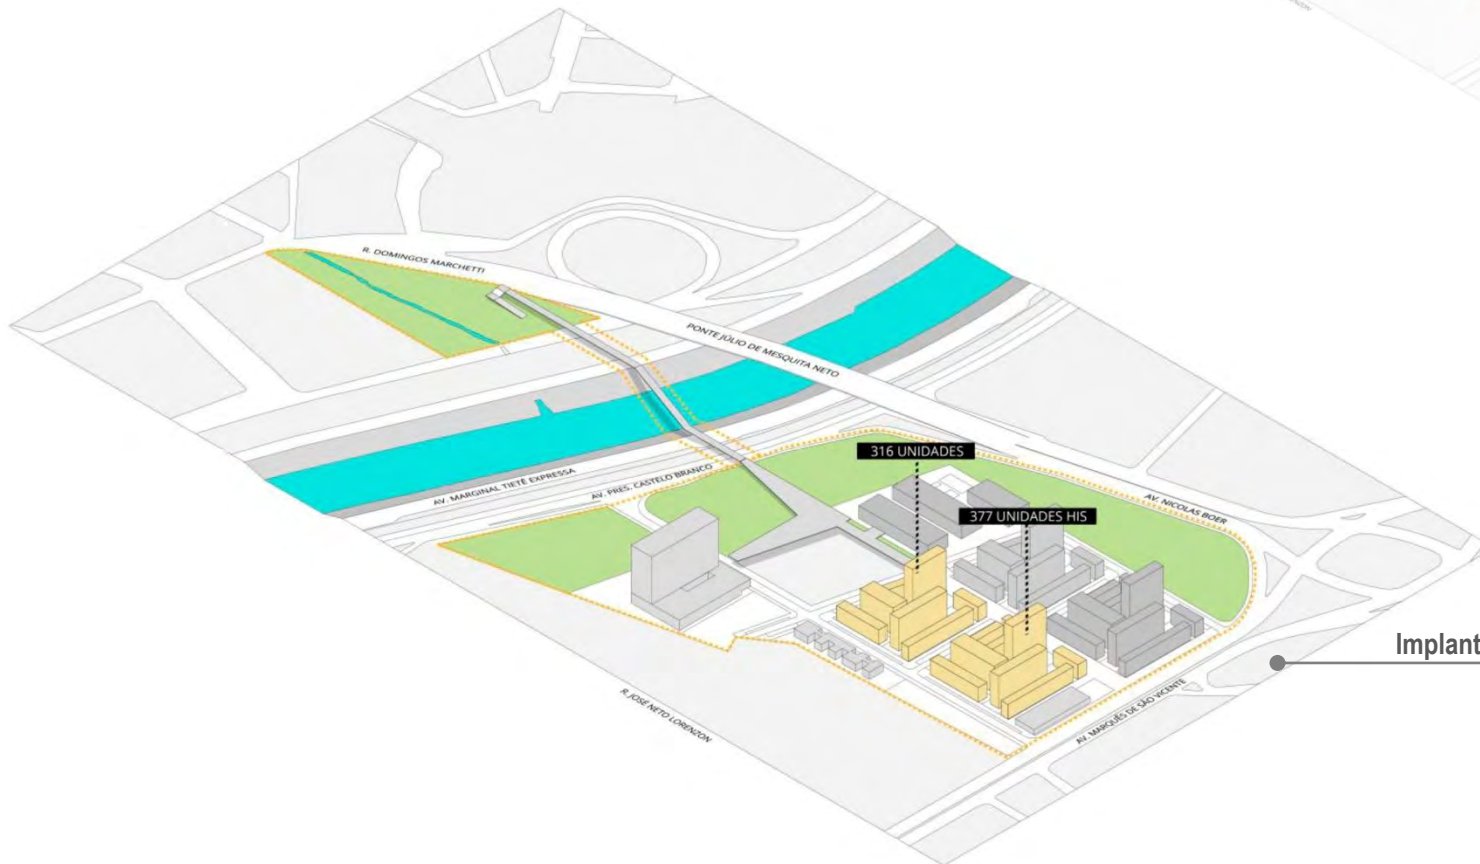 R. DOMINGOS MARCHETTI
PONTE JÚLIO DE MESQUITA NETO
316 UNIDADES
AV. MARGINAL TIETÊ EXPRESSA
AV. PRES. CASTELO BRANCO
AV. NICOLAS BOER
377 UNIDADES HIS
Implant
R. JOSÉ NETO LORENZON
AV. MARQUÊS DE SÃO VICENTE